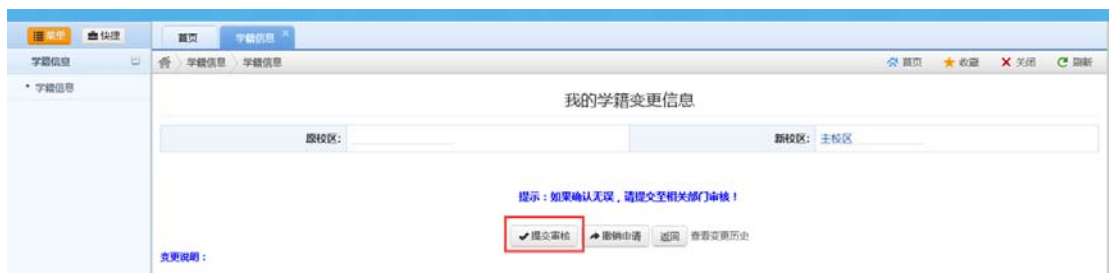 菜单 快捷 首页 学籍信息
学籍信息 学籍信息 学籍信息 首页 收藏 关闭 刷新
学籍信息
我的学籍变更信息
原校区: 新校区: 主校区
提示：如果确认无误，请提交至相关部门审核！
提交审核 撤销申请 返回 查看变更历史
变更说明：